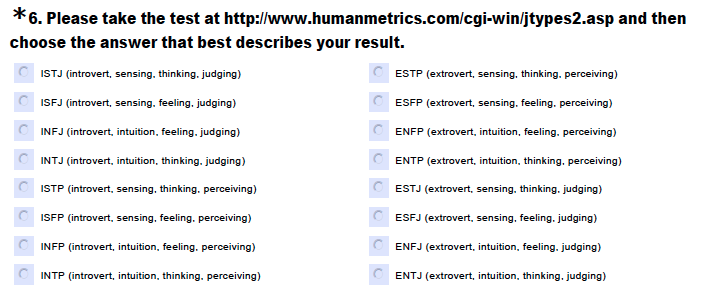 *6. Please take the test at http://www.humanmetrics.com/cgi-win/jtypes2.asp and then
choose the answer that best describes your result.
ISTJ (introvert, sensing, thinking, judging)
ISFJ (introvert, sensing, feeling, judging)
INFJ (introvert, intuition, feeling, judging)
INTJ (introvert, intuition, thinking, judging)
ISTP (introvert, sensing, thinking, perceiving)
ISFP (introvert, sensing, feeling, perceiving)
INFP (introvert, intuition, feeling, perceiving)
INTP (introvert, intuition, thinking, perceiving)
ESTP (extrovert, sensing, thinking, perceiving)
ESFP (extrovert, sensing, feeling, perceiving)
ENFP (extrovert, intuition, feeling, perceiving)
ENTP (extrovert, intuition, thinking, perceiving)
ESTJ (extrovert, sensing, thinking, judging)
ESFJ (extrovert, sensing, feeling, judging)
ENFJ (extrovert, intuition, feeling, judging)
ENTJ (extrovert, intuition, thinking, judging)